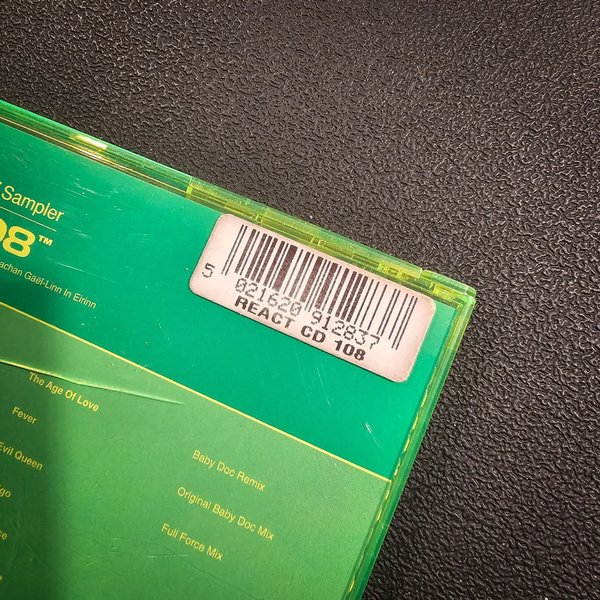 Sampler
08™
achan Gael-Linn In Eirinn
5 021620 912837
REACT CD 108
The Age Of Love
Fever
Evil Queen
Baby Doc Remix
Original Baby Doc Mix
Full Force Mix